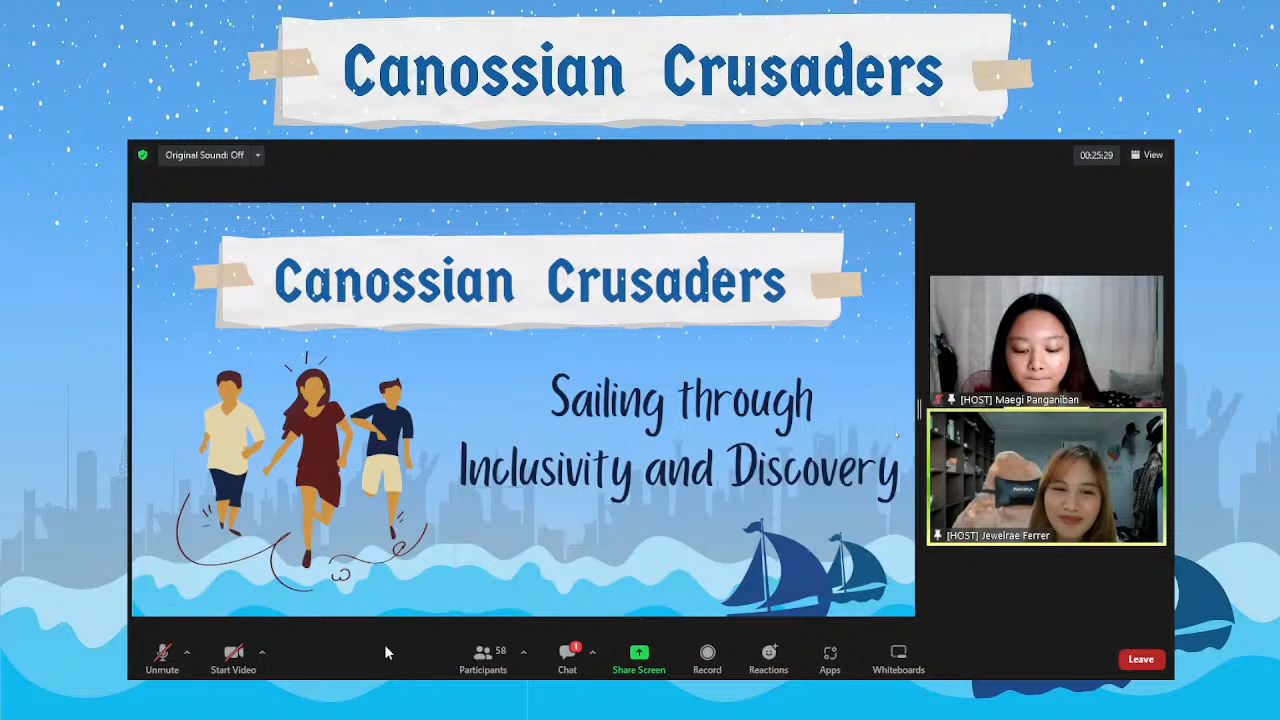 Canossian Crusaders
Original Sound: Off
00:25:29
View
Canossian Crusaders
Sailing through
Inclusivity and Discovery
[HOST] Maegi Panganiban
[HOST] Jewelrae Ferrer
Unmute
Start Video
Participants
58
Chat
1
Share Screen
Record
Reactions
Apps
Whiteboards
Leave